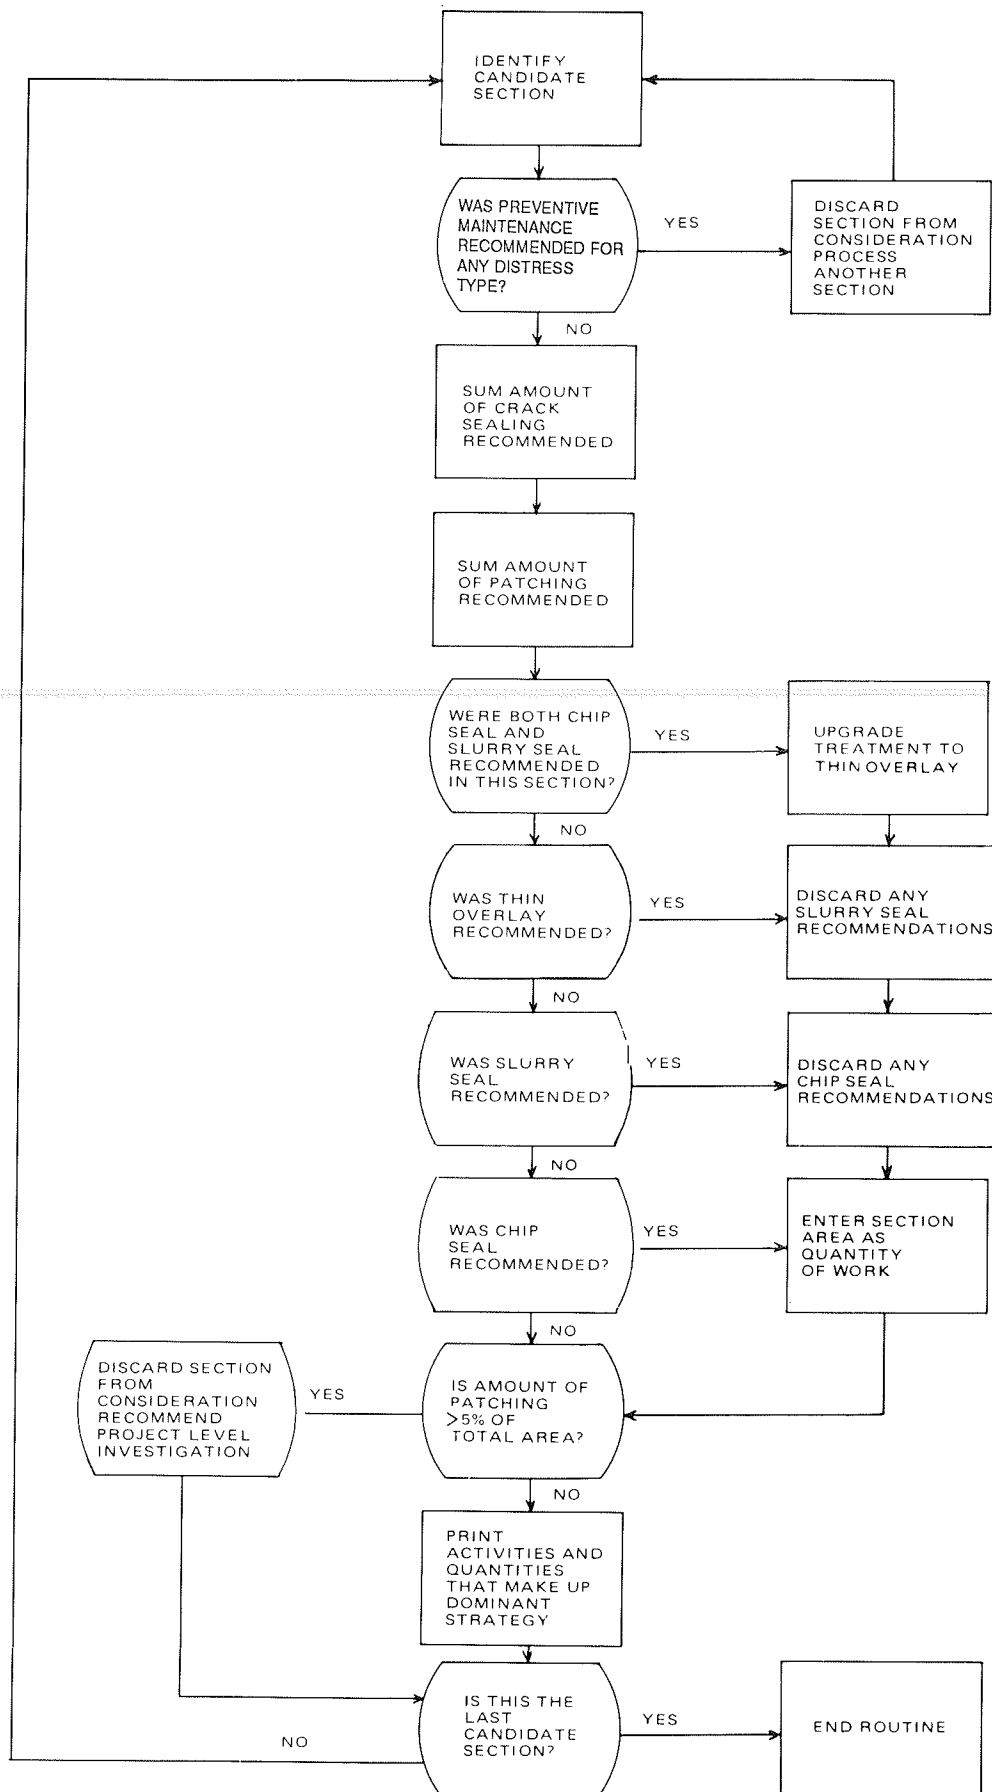 IDENTIFY
CANDIDATE
SECTION
WAS PREVENTIVE
MAINTENANCE
RECOMMENDED FOR
ANY DISTRESS
TYPE?
YES
DISCARD
SECTION FROM
CONSIDERATION
PROCESS
ANOTHER
SECTION
NO
SUM AMOUNT
OF CRACK
SEALING
RECOMMENDED
SUM AMOUNT
OF PATCHING
RECOMMENDED
WERE BOTH CHIP
SEAL AND
SLURRY SEAL
RECOMMENDED
IN THIS SECTION?
YES
UPGRADE
TREATMENT TO
THIN OVERLAY
NO
WAS THIN
OVERLAY
RECOMMENDED?
YES
DISCARD ANY
SLURRY SEAL
RECOMMENDATIONS
NO
WAS SLURRY
SEAL
RECOMMENDED?
YES
DISCARD ANY
CHIP SEAL
RECOMMENDATIONS
NO
WAS CHIP
SEAL
RECOMMENDED?
YES
ENTER SECTION
AREA AS
QUANTITY
OF WORK
NO
IS AMOUNT OF
PATCHING
>5% OF
TOTAL AREA?
YES
DISCARD SECTION
FROM
CONSIDERATION
RECOMMEND
PROJECT LEVEL
INVESTIGATION
NO
PRINT
ACTIVITIES AND
QUANTITIES
THAT MAKE UP
DOMINANT
STRATEGY
IS THIS THE
LAST
CANDIDATE
SECTION?
YES
END ROUTINE
NO